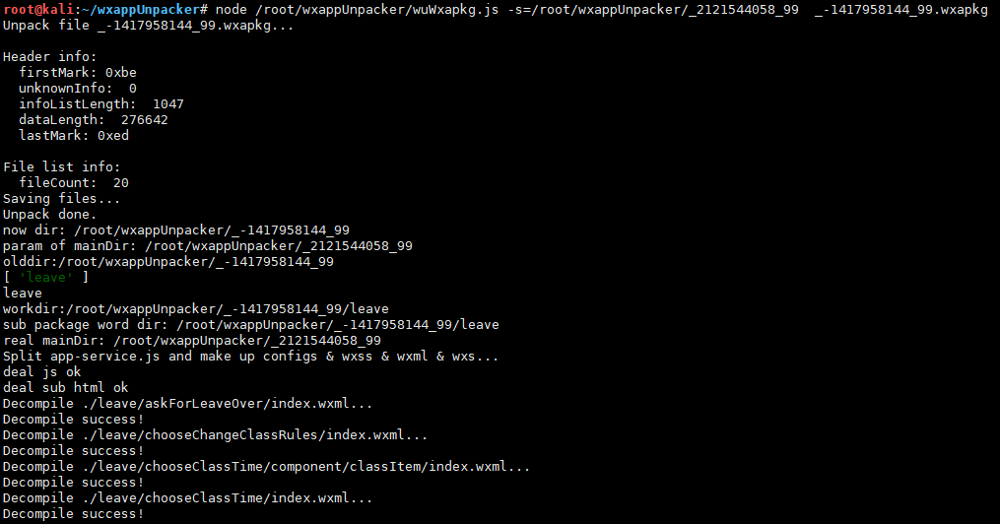 root@kali:~/wxappUnpacker# node /root/wxappUnpacker/wuWxapkg.js -s=/root/wxappUnpacker/_2121544058_99  _-1417958144_99.wxapkg
Unpack file _-1417958144_99.wxapkg...
Header info:
  firstMark: 0xbe
  unknownInfo:  0
  infoListLength:  1047
  dataLength:  276642
  lastMark: 0xed
File list info:
  fileCount:  20
Saving files...
Unpack done.
now dir: /root/wxappUnpacker/_-1417958144_99
param of mainDir: /root/wxappUnpacker/_2121544058_99
olddir:/root/wxappUnpacker/_-1417958144_99
[ 'leave' ]
leave
workdir:/root/wxappUnpacker/_-1417958144_99/leave
sub package word dir: /root/wxappUnpacker/_-1417958144_99/leave
real mainDir: /root/wxappUnpacker/_2121544058_99
Split app-service.js and make up configs & wxss & wxml & wxs...
deal js ok
deal sub html ok
Decompile ./leave/askForLeaveOver/index.wxml...
Decompile success!
Decompile ./leave/chooseChangeClassRules/index.wxml...
Decompile success!
Decompile ./leave/chooseClassTime/component/classItem/index.wxml...
Decompile success!
Decompile ./leave/chooseClassTime/index.wxml...
Decompile success!